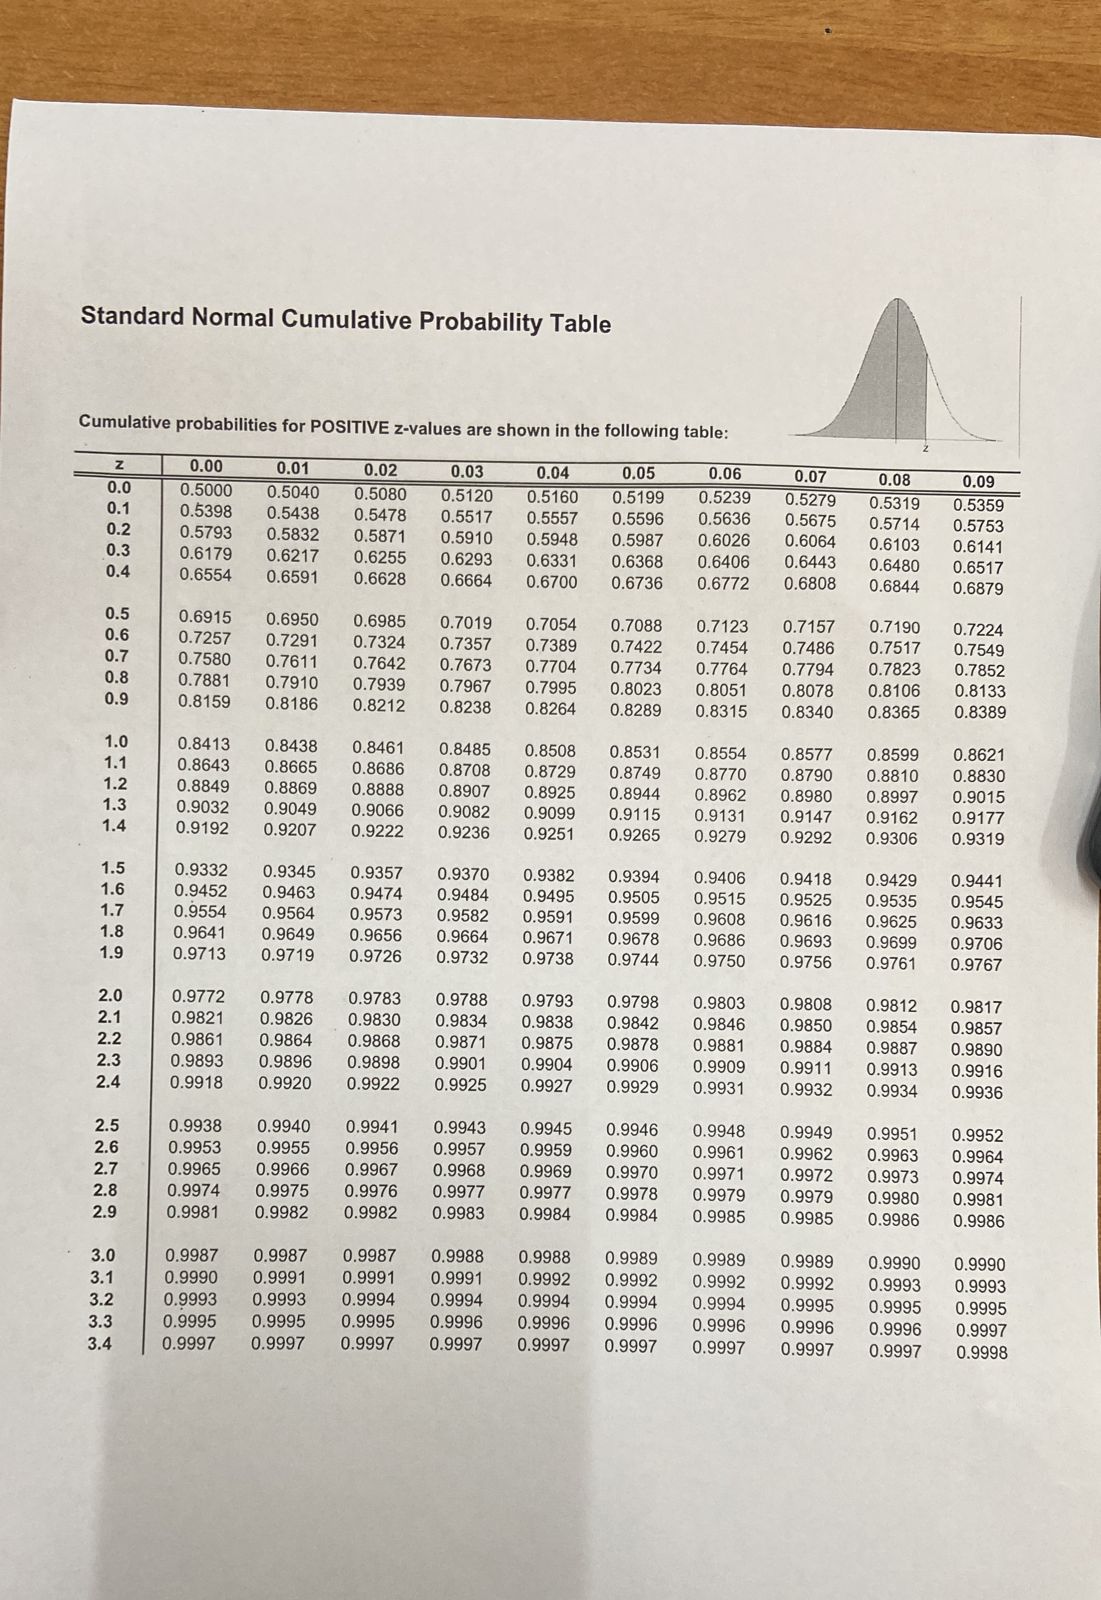 Standard Normal Cumulative Probability Table
z
Cumulative probabilities for POSITIVE z-values are shown in the following table:
z 0.00 0.01 0.02 0.03 0.04 0.05 0.06 0.07 0.08 0.09
0.0 0.5000 0.5040 0.5080 0.5120 0.5160 0.5199 0.5239 0.5279 0.5319 0.5359
0.1 0.5398 0.5438 0.5478 0.5517 0.5557 0.5596 0.5636 0.5675 0.5714 0.5753
0.2 0.5793 0.5832 0.5871 0.5910 0.5948 0.5987 0.6026 0.6064 0.6103 0.6141
0.3 0.6179 0.6217 0.6255 0.6293 0.6331 0.6368 0.6406 0.6443 0.6480 0.6517
0.4 0.6554 0.6591 0.6628 0.6664 0.6700 0.6736 0.6772 0.6808 0.6844 0.6879
0.5 0.6915 0.6950 0.6985 0.7019 0.7054 0.7088 0.7123 0.7157 0.7190 0.7224
0.6 0.7257 0.7291 0.7324 0.7357 0.7389 0.7422 0.7454 0.7486 0.7517 0.7549
0.7 0.7580 0.7611 0.7642 0.7673 0.7704 0.7734 0.7764 0.7794 0.7823 0.7852
0.8 0.7881 0.7910 0.7939 0.7967 0.7995 0.8023 0.8051 0.8078 0.8106 0.8133
0.9 0.8159 0.8186 0.8212 0.8238 0.8264 0.8289 0.8315 0.8340 0.8365 0.8389
1.0 0.8413 0.8438 0.8461 0.8485 0.8508 0.8531 0.8554 0.8577 0.8599 0.8621
1.1 0.8643 0.8665 0.8686 0.8708 0.8729 0.8749 0.8770 0.8790 0.8810 0.8830
1.2 0.8849 0.8869 0.8888 0.8907 0.8925 0.8944 0.8962 0.8980 0.8997 0.9015
1.3 0.9032 0.9049 0.9066 0.9082 0.9099 0.9115 0.9131 0.9147 0.9162 0.9177
1.4 0.9192 0.9207 0.9222 0.9236 0.9251 0.9265 0.9279 0.9292 0.9306 0.9319
1.5 0.9332 0.9345 0.9357 0.9370 0.9382 0.9394 0.9406 0.9418 0.9429 0.9441
1.6 0.9452 0.9463 0.9474 0.9484 0.9495 0.9505 0.9515 0.9525 0.9535 0.9545
1.7 0.9554 0.9564 0.9573 0.9582 0.9591 0.9599 0.9608 0.9616 0.9625 0.9633
1.8 0.9641 0.9649 0.9656 0.9664 0.9671 0.9678 0.9686 0.9693 0.9699 0.9706
1.9 0.9713 0.9719 0.9726 0.9732 0.9738 0.9744 0.9750 0.9756 0.9761 0.9767
2.0 0.9772 0.9778 0.9783 0.9788 0.9793 0.9798 0.9803 0.9808 0.9812 0.9817
2.1 0.9821 0.9826 0.9830 0.9834 0.9838 0.9842 0.9846 0.9850 0.9854 0.9857
2.2 0.9861 0.9864 0.9868 0.9871 0.9875 0.9878 0.9881 0.9884 0.9887 0.9890
2.3 0.9893 0.9896 0.9898 0.9901 0.9904 0.9906 0.9909 0.9911 0.9913 0.9916
2.4 0.9918 0.9920 0.9922 0.9925 0.9927 0.9929 0.9931 0.9932 0.9934 0.9936
2.5 0.9938 0.9940 0.9941 0.9943 0.9945 0.9946 0.9948 0.9949 0.9951 0.9952
2.6 0.9953 0.9955 0.9956 0.9957 0.9959 0.9960 0.9961 0.9962 0.9963 0.9964
2.7 0.9965 0.9966 0.9967 0.9968 0.9969 0.9970 0.9971 0.9972 0.9973 0.9974
2.8 0.9974 0.9975 0.9976 0.9977 0.9977 0.9978 0.9979 0.9979 0.9980 0.9981
2.9 0.9981 0.9982 0.9982 0.9983 0.9984 0.9984 0.9985 0.9985 0.9986 0.9986
3.0 0.9987 0.9987 0.9987 0.9988 0.9988 0.9989 0.9989 0.9989 0.9990 0.9990
3.1 0.9990 0.9991 0.9991 0.9991 0.9992 0.9992 0.9992 0.9992 0.9993 0.9993
3.2 0.9993 0.9993 0.9994 0.9994 0.9994 0.9994 0.9994 0.9995 0.9995 0.9995
3.3 0.9995 0.9995 0.9995 0.9996 0.9996 0.9996 0.9996 0.9996 0.9996 0.9997
3.4 0.9997 0.9997 0.9997 0.9997 0.9997 0.9997 0.9997 0.9997 0.9997 0.9998